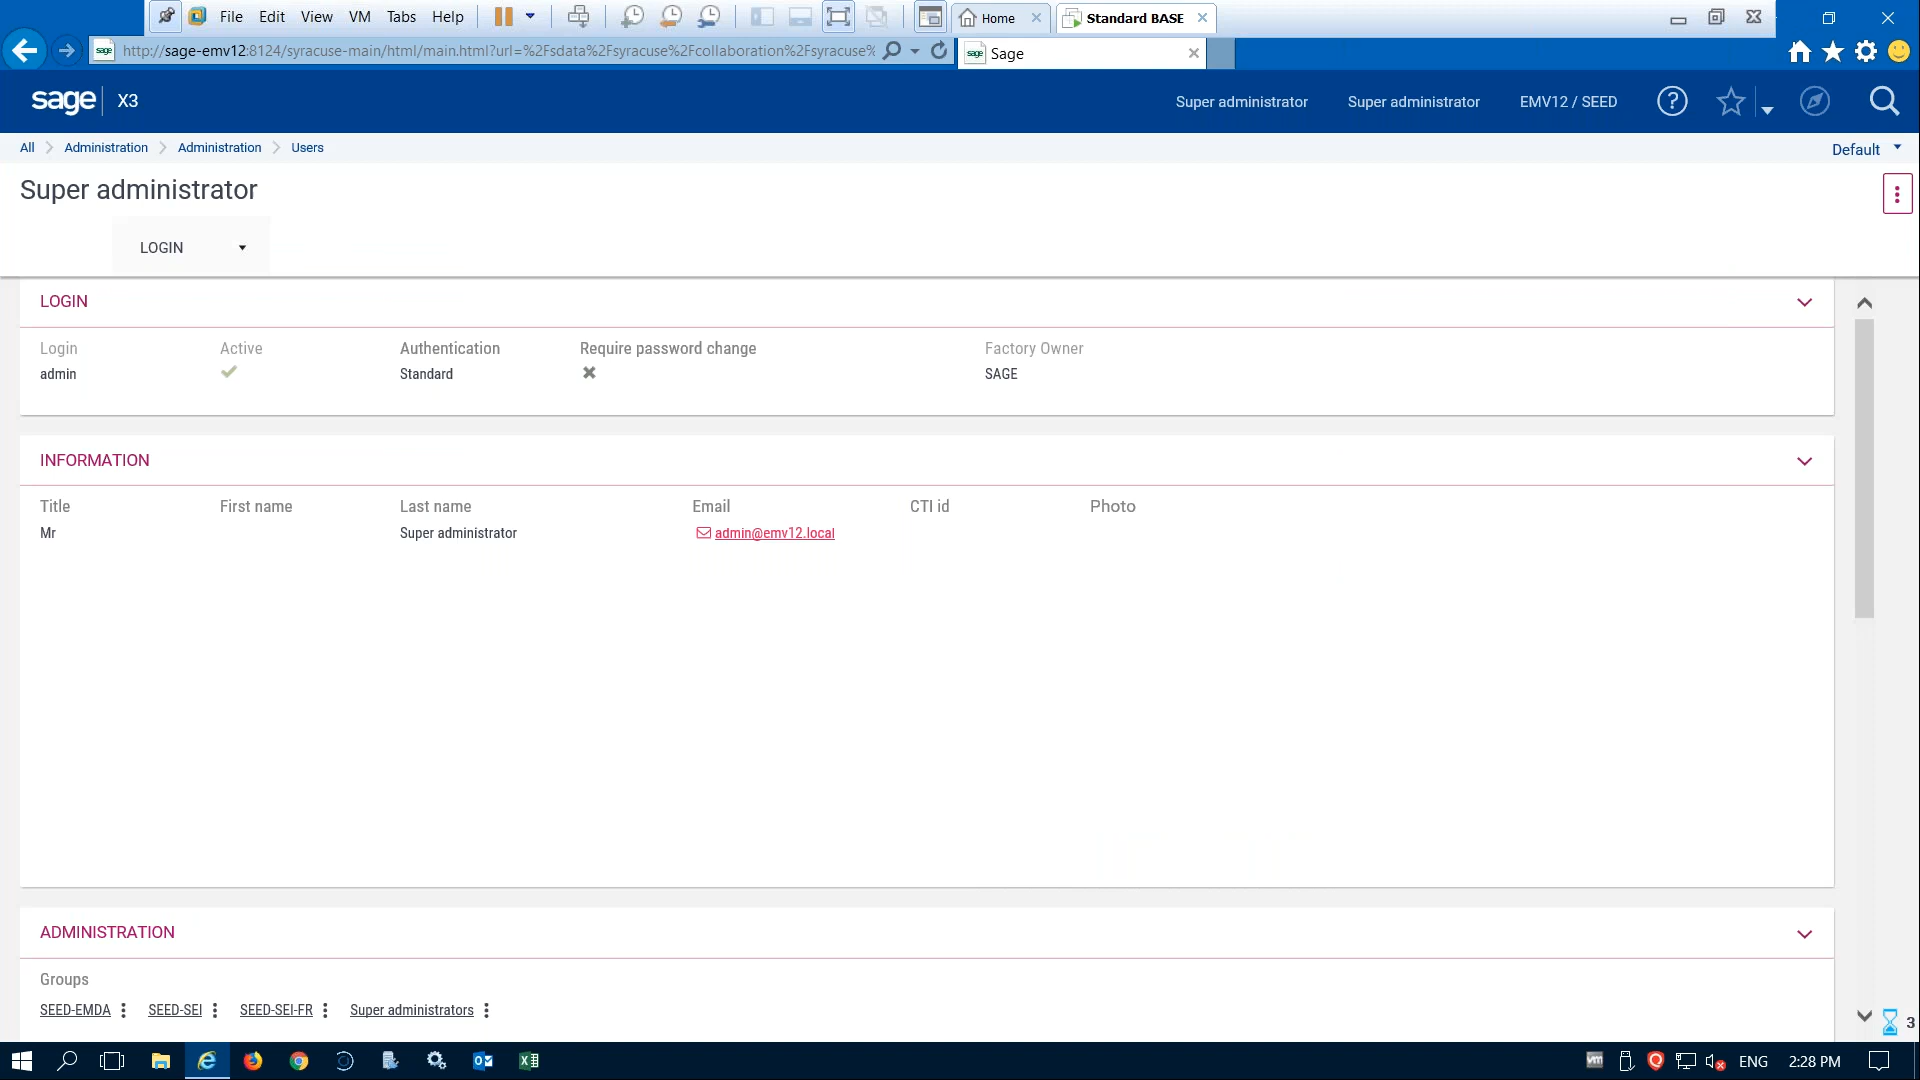 File Edit View VM Tabs Help Home Standard BASE
http://sage-emv12:8124/syracuse-main/html/main.html?url=%2Fsdata%2Fsyracuse%2Fcollaboration%2Fsyracuse% sage Sage
sage X3 Super administrator Super administrator EMV12 / SEED
All Administration Administration Users Default
Super administrator
LOGIN
LOGIN
Login Active Authentication Require password change Factory Owner
admin Standard SAGE
INFORMATION
Title First name Last name Email CTI id Photo
Mr Super administrator admin@emv12.local
ADMINISTRATION
Groups
SEED-EMDA SEED-SEI SEED-SEI-FR Super administrators
3
ENG 2:28 PM